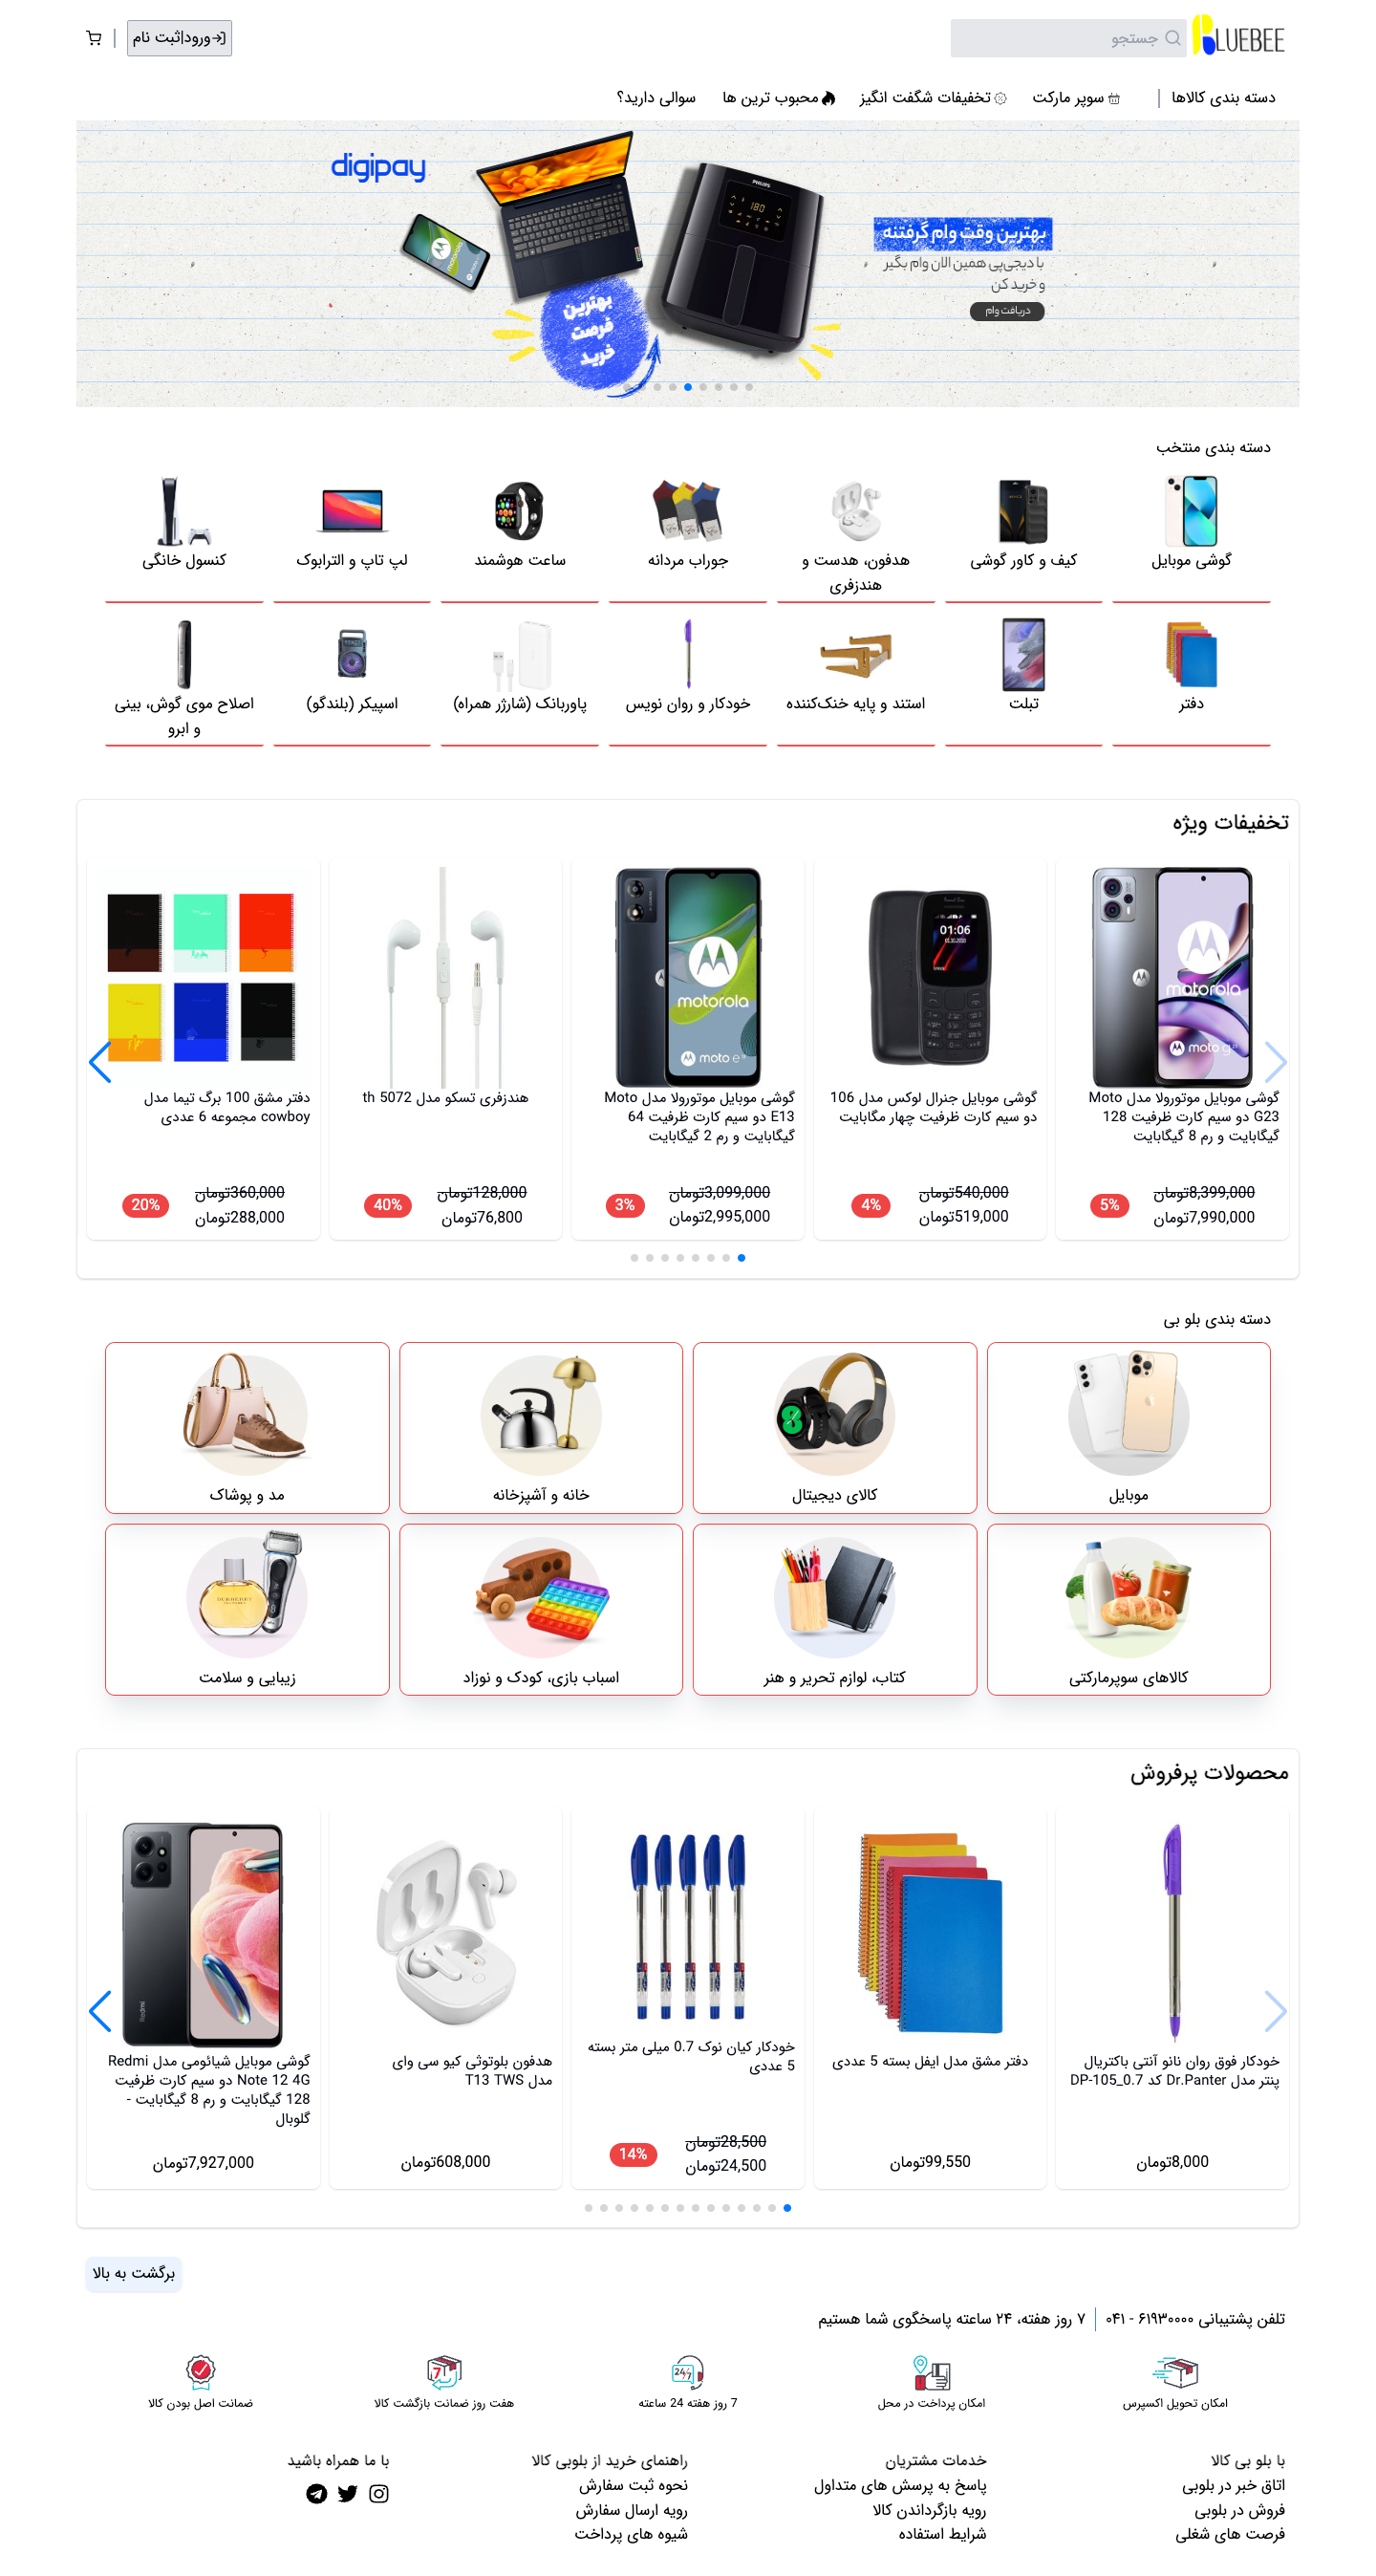 BLUEBEE
جستجو
ورود|ثبت نام
دسته بندی کالاها
سوپر مارکت
تخفیفات شگفت انگیز
محبوب ترین ها
سوالی دارید؟
digipay
PHILIPS
180
motorola
بهترین وقت وام گرفتنه
با دیجی‌پی همین الان وام بگیر
و خرید کن
دریافت وام
بهترین
فرصت
خرید
دسته بندی منتخب
گوشی موبایل
کیف و کاور گوشی
هدفون، هدست و
هندزفری
جوراب مردانه
ساعت هوشمند
لپ تاپ و الترابوک
کنسول خانگی
دفتر
تبلت
استند و پایه خنک‌کننده
خودکار و روان نویس
پاوربانک (شارژر همراه)
اسپیکر (بلندگو)
اصلاح موی گوش، بینی
و ابرو
تخفیفات ویژه
motorola
moto g
گوشی موبایل موتورولا مدل Moto
G23 دو سیم کارت ظرفیت 128
گیگابایت و رم 8 گیگابایت
8,399,000تومان
7,990,000تومان
5%
01:06
گوشی موبایل جنرال لوکس مدل 106
دو سیم کارت ظرفیت چهار مگابایت
540,000تومان
519,000تومان
4%
motorola
moto e
گوشی موبایل موتورولا مدل Moto
E13 دو سیم کارت ظرفیت 64
گیگابایت و رم 2 گیگابایت
3,099,000تومان
2,995,000تومان
3%
هندزفری تسکو مدل th 5072
128,000تومان
76,800تومان
40%
دفتر مشق 100 برگ تیما مدل
cowboy مجموعه 6 عددی
360,000تومان
288,000تومان
20%
دسته بندی بلو بی
موبایل
کالای دیجیتال
خانه و آشپزخانه
مد و پوشاک
کالاهای سوپرمارکتی
کتاب، لوازم تحریر و هنر
اسباب بازی، کودک و نوزاد
BURBERRY
زیبایی و سلامت
محصولات پرفروش
خودکار فوق روان نانو آنتی باکتریال
پنتر مدل Dr.Panter کد DP-105_0.7
8,000تومان
دفتر مشق مدل ایفل بسته 5 عددی
99,550تومان
خودکار کیان نوک 0.7 میلی متر بسته
5 عددی
28,500تومان
24,500تومان
14%
هدفون بلوتوثی کیو سی وای
مدل T13 TWS
608,000تومان
Redmi
گوشی موبایل شیائومی مدل Redmi
Note 12 4G دو سیم کارت ظرفیت
128 گیگابایت و رم 8 گیگابایت -
گلوبال
7,927,000تومان
برگشت به بالا
تلفن پشتیبانی ۶۱۹۳۰۰۰۰ - ۰۴۱
۷ روز هفته، ۲۴ ساعته پاسخگوی شما هستیم
24/7
7
امکان تحویل اکسپرس
امکان پرداخت در محل
7 روز هفته 24 ساعته
هفت روز ضمانت بازگشت کالا
ضمانت اصل بودن کالا
با بلو بی کالا
اتاق خبر در بلوبی
فروش در بلوبی
فرصت های شغلی
خدمات مشتریان
پاسخ به پرسش های متداول
رویه بازگرداندن کالا
شرایط استفاده
راهنمای خرید از بلوبی کالا
نحوه ثبت سفارش
رویه ارسال سفارش
شیوه های پرداخت
با ما همراه باشید